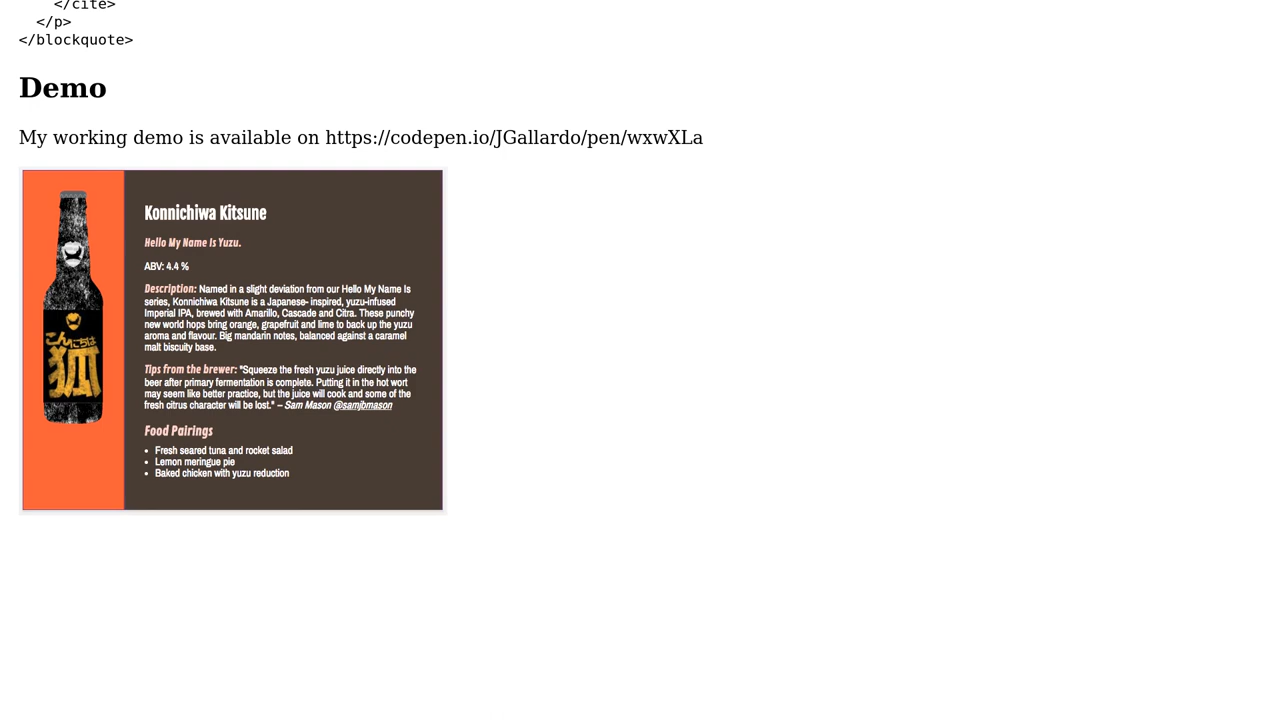 </cite>
</p>
</blockquote>
Demo
My working demo is available on https://codepen.io/JGallardo/pen/wxwXLa
Konnichiwa Kitsune
Hello My Name Is Yuzu.
ABV: 4.4 %
Description: Named in a slight deviation from our Hello My Name Is
series, Konnichiwa Kitsune is a Japanese- inspired, yuzu-infused
Imperial IPA, brewed with Amarillo, Cascade and Citra. These punchy
new world hops bring orange, grapefruit and lime to back up the yuzu
aroma and flavour. Big mandarin notes, balanced against a caramel
malt biscuity base.
Tips from the brewer: "Squeeze the fresh yuzu juice directly into the
beer after primary fermentation is complete. Putting it in the hot wort
may seem like better practice, but the juice will cook and some of the
fresh citrus character will be lost." – Sam Mason @samjbmason
Food Pairings
• Fresh seared tuna and rocket salad
• Lemon meringue pie
• Baked chicken with yuzu reduction
こんにちは
狐